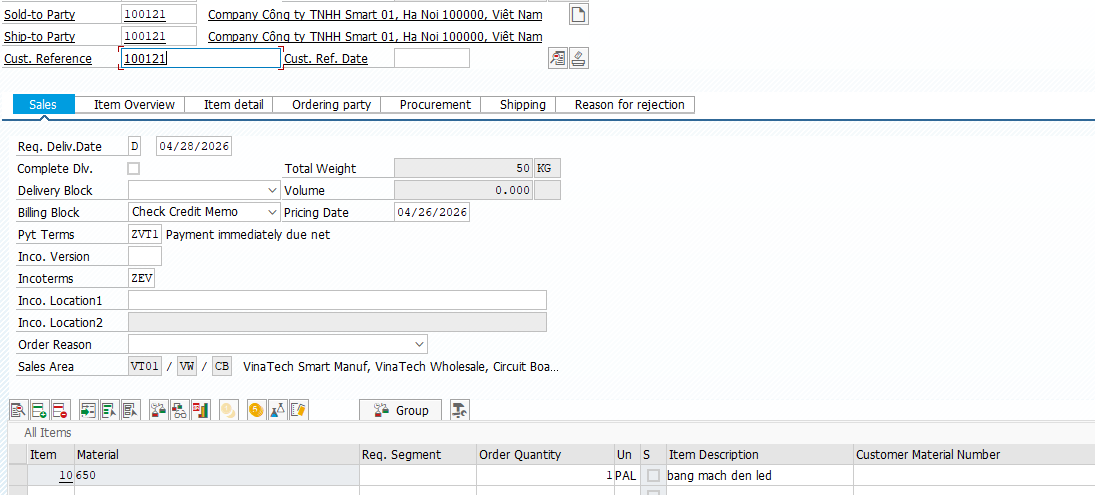 Sold-to Party 100121 Company Công ty TNHH Smart 01, Ha Noi 100000, Viêt Nam
Ship-to Party 100121 Company Công ty TNHH Smart 01, Ha Noi 100000, Viêt Nam
Cust. Reference 100121 Cust. Ref. Date
Sales Item Overview Item detail Ordering party Procurement Shipping Reason for rejection
Req. Deliv.Date D 04/28/2026
Complete Dlv. Total Weight 50 KG
Delivery Block Volume 0.000
Billing Block Check Credit Memo Pricing Date 04/26/2026
Pyt Terms ZVT1 Payment immediately due net
Inco. Version
Incoterms ZEV
Inco. Location1
Inco. Location2
Order Reason
Sales Area VT01 / VW / CB VinaTech Smart Manuf, VinaTech Wholesale, Circuit Boa...
Group
All Items
Item Material Req. Segment Order Quantity Un S Item Description Customer Material Number
10 650 1 PAL bang mach den led